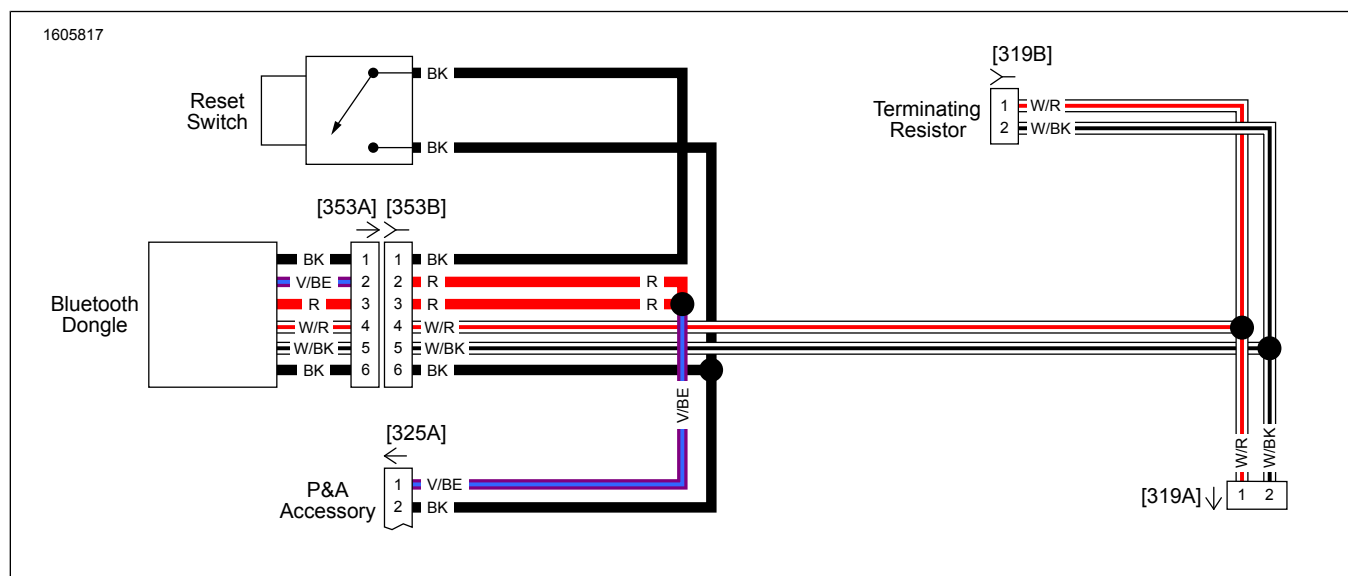 1605817
[319B]
Reset
Switch
BK
BK
Terminating
Resistor
1 W/R
2 W/BK
[353A] [353B]
Bluetooth
Dongle
BK 1 1 BK
V/BE 2 2 R R
R 3 3 R R
W/R 4 4 W/R
W/BK 5 5 W/BK
BK 6 6 BK
V/BE
[325A]
P&A
Accessory
1 V/BE
2 BK
W/R W/BK
[319A] 1 2